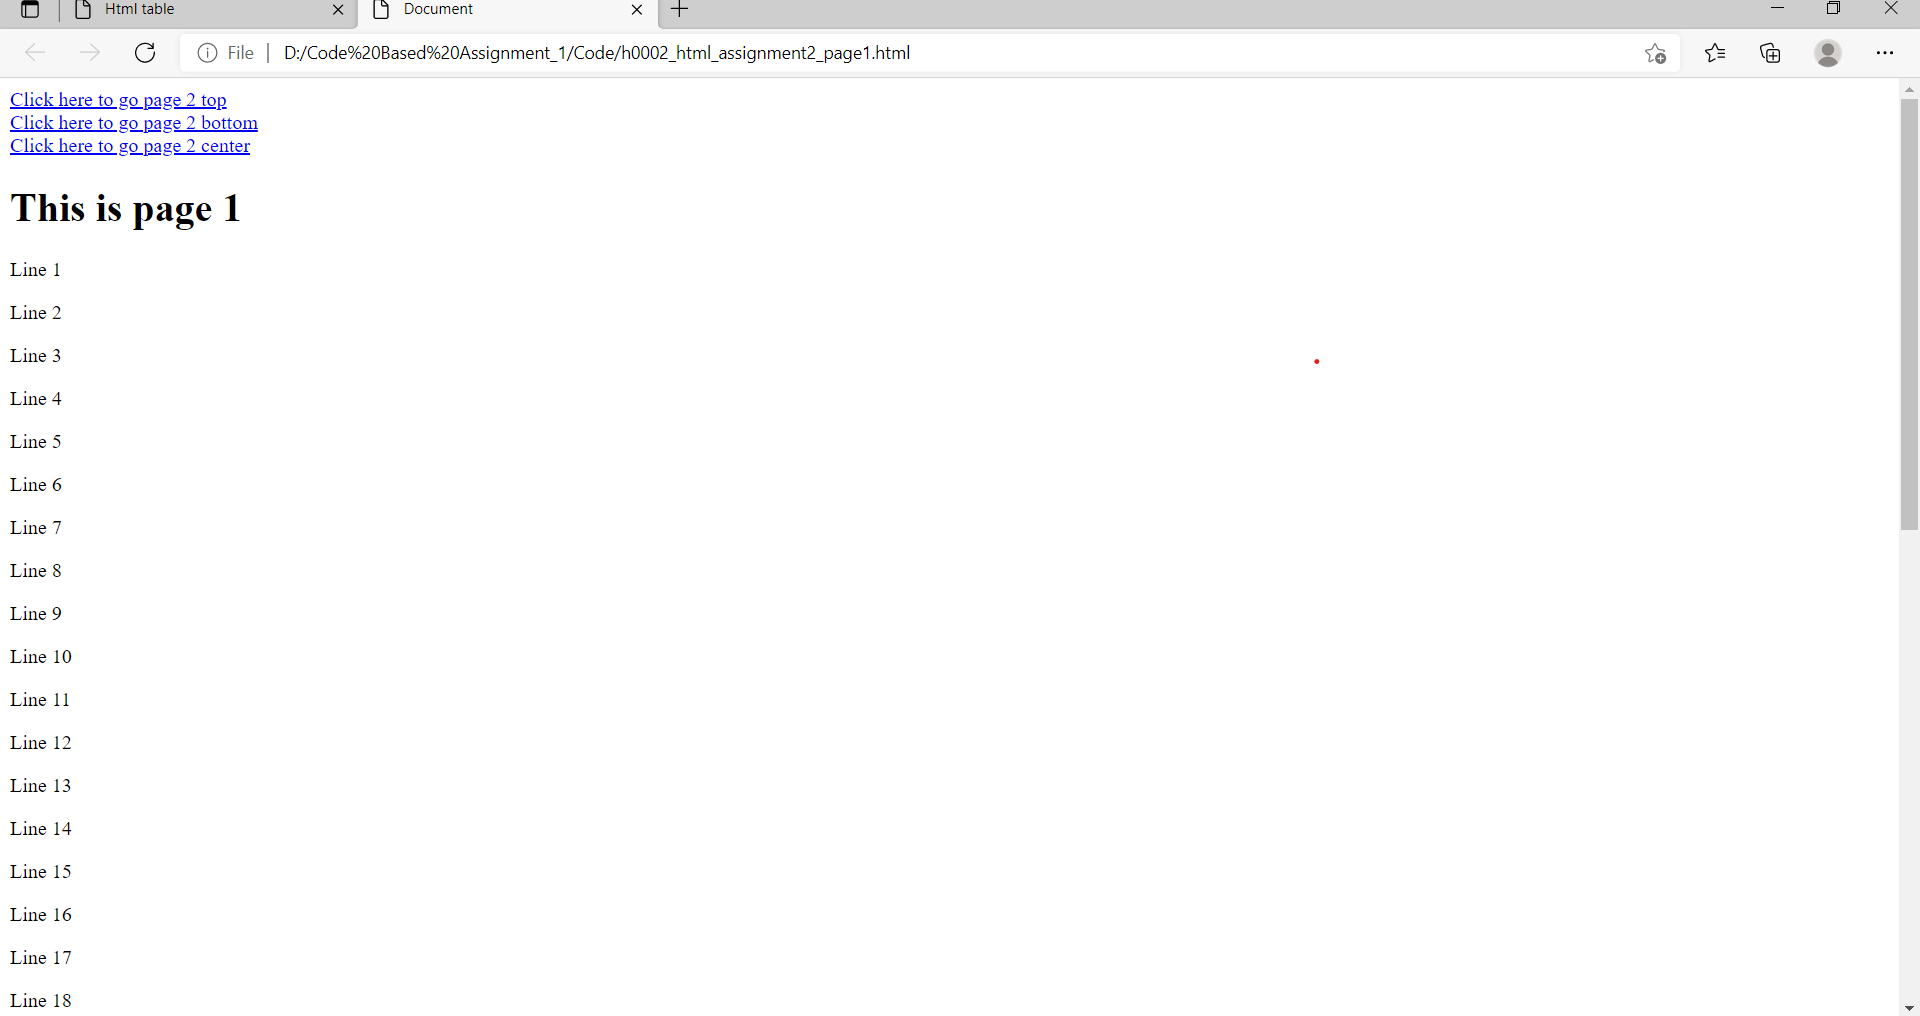 Html table
Document
File
D:/Code%20Based%20Assignment_1/Code/h0002_html_assignment2_page1.html
Click here to go page 2 top
Click here to go page 2 bottom
Click here to go page 2 center
This is page 1
Line 1
Line 2
Line 3
Line 4
Line 5
Line 6
Line 7
Line 8
Line 9
Line 10
Line 11
Line 12
Line 13
Line 14
Line 15
Line 16
Line 17
Line 18